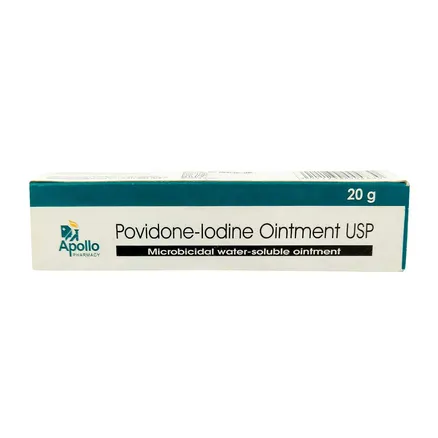 20 g
Povidone-Iodine Ointment USP
Microbicidal water-soluble ointment
Apollo
PHARMACY